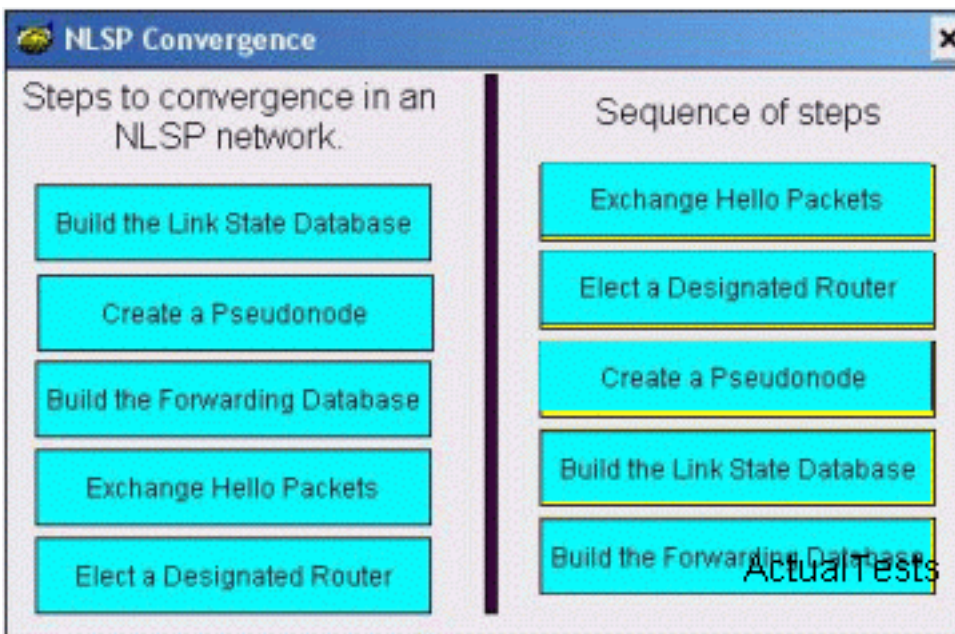 NLSP Convergence
Steps to convergence in an
NLSP network.
Build the Link State Database
Create a Pseudonode
Build the Forwarding Database
Exchange Hello Packets
Elect a Designated Router
Sequence of steps
Exchange Hello Packets
Elect a Designated Router
Create a Pseudonode
Build the Link State Database
Build the Forwarding Database
ActualTests